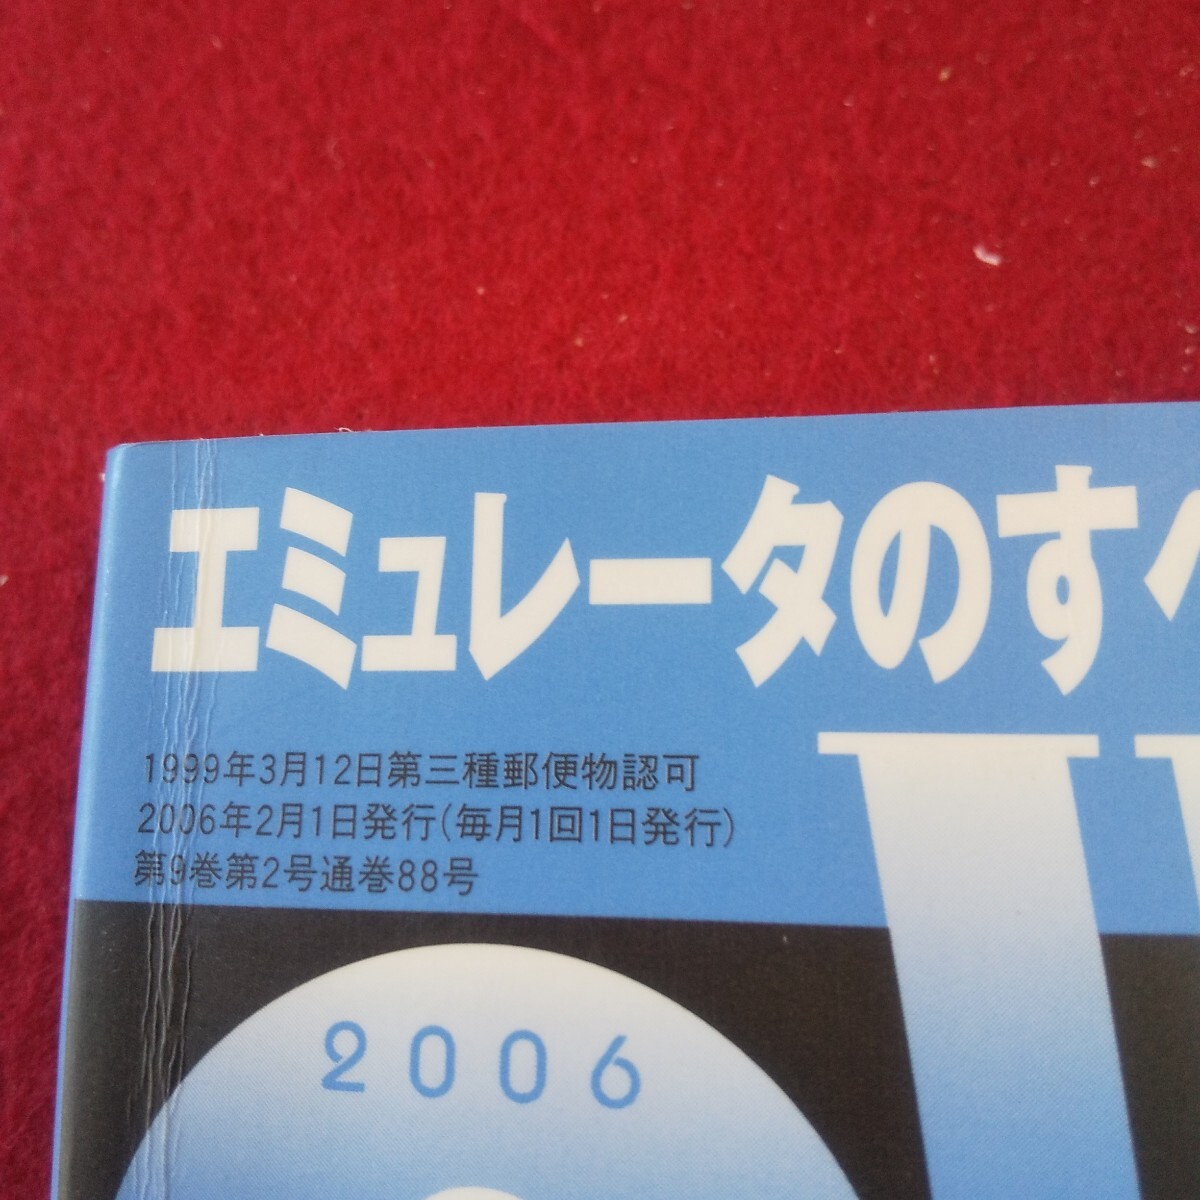 エミュレータのすべ
1999年3月12日第三種郵便物認可
2006年2月1日発行(毎月1回1日発行)
第9巻第2号通巻88号
2006